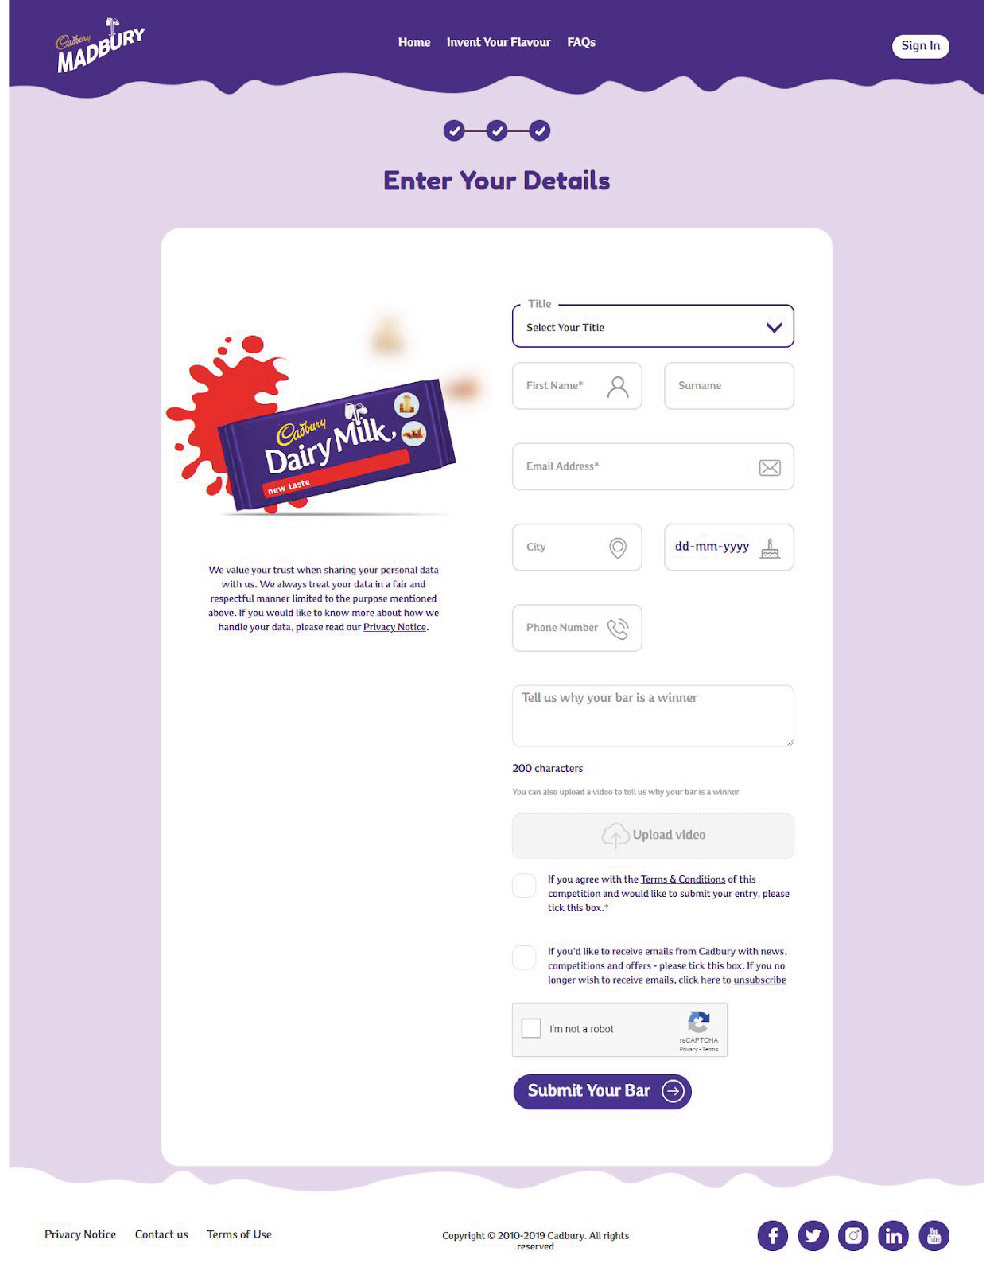 Cadbury
MADBURY
Home Invent Your Flavour FAQs
Sign In
Enter Your Details
Cadbury
Dairy Milk
new taste
We value your trust when sharing your personal data
with us. We always treat your data in a fair and
respectful manner limited to the purpose mentioned
above. If you would like to know more about how we
handle your data, please read our Privacy Notice.
Title
Select Your Title
First Name*
Surname
Email Address*
City
dd-mm-yyyy
Phone Number
Tell us why your bar is a winner
200 characters
You can also upload a video to tell us why your bar is a winner
Upload video
If you agree with the Terms & Conditions of this
competition and would like to submit your entry, please
tick this box.*
If you'd like to receive emails from Cadbury with news,
competitions and offers - please tick this box. If you no
longer wish to receive emails, click here to unsubscribe
I'm not a robot
reCAPTCHA
Privacy - Terms
Submit Your Bar
Privacy Notice Contact us Terms of Use
Copyright © 2010-2019 Cadbury. All rights
reserved
You
Tube